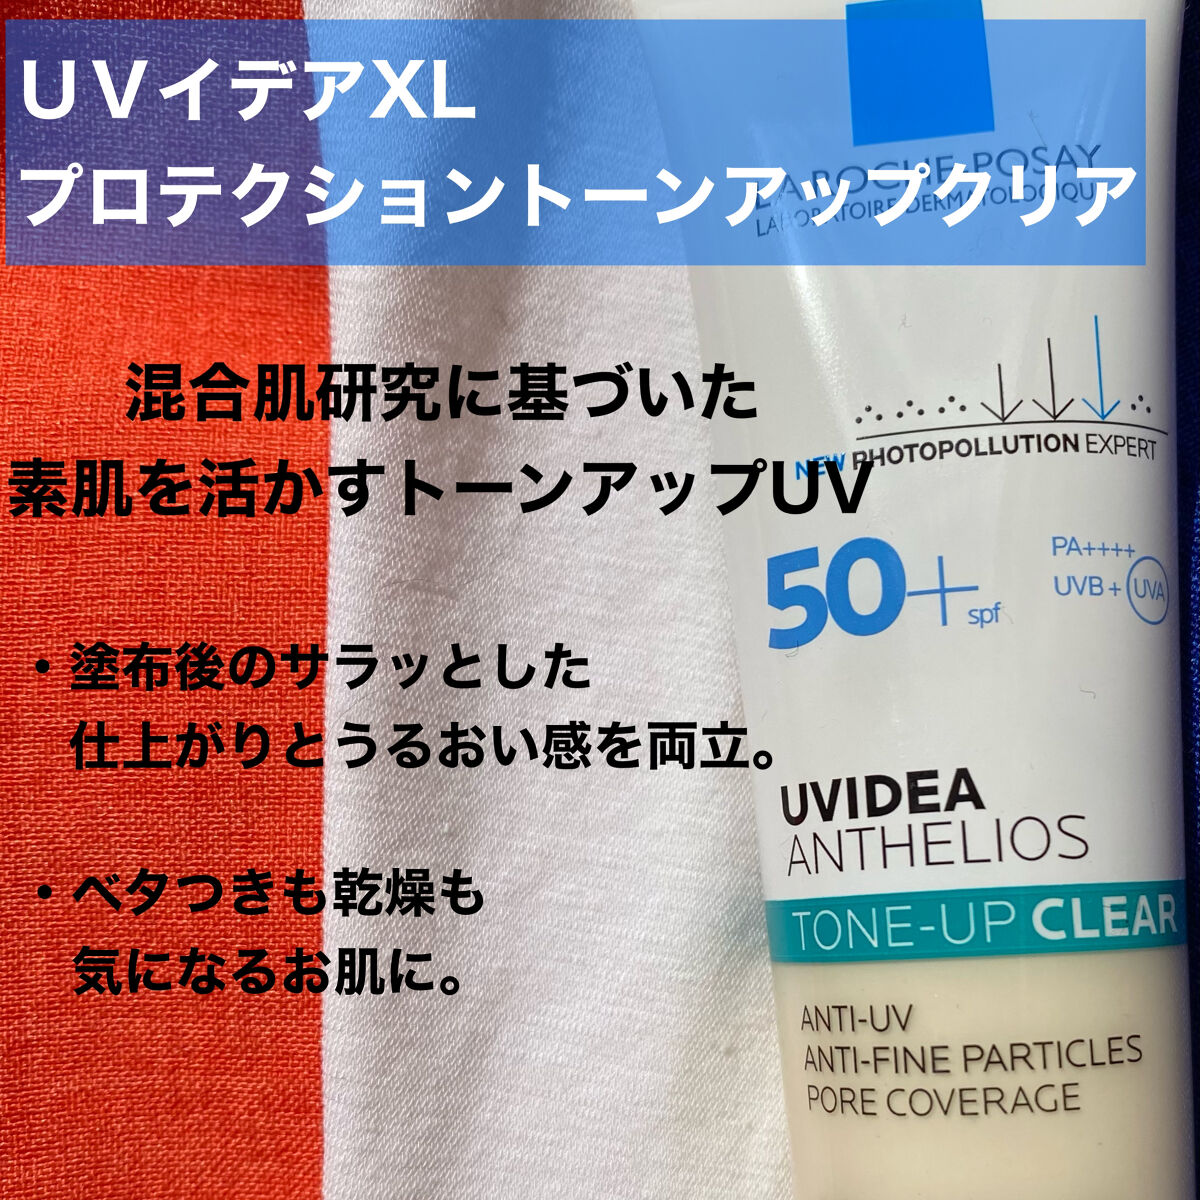 UVイデアXL
プロテクショントーンアップクリア
LA ROCHE-POSAY
LABORATOIRE DERMATOLOGIQUE
混合肌研究に基づいた
素肌を活かすトーンアップUV
NEW PHOTOPOLLUTION EXPERT
50+ spf
PA++++
UVB + UVA
・塗布後のサラッとした
仕上がりとうるおい感を両立。
UVIDEA
ANTHELIOS
・ベタつきも乾燥も
気になるお肌に。
TONE-UP CLEAR
ANTI-UV
ANTI-FINE PARTICLES
PORE COVERAGE